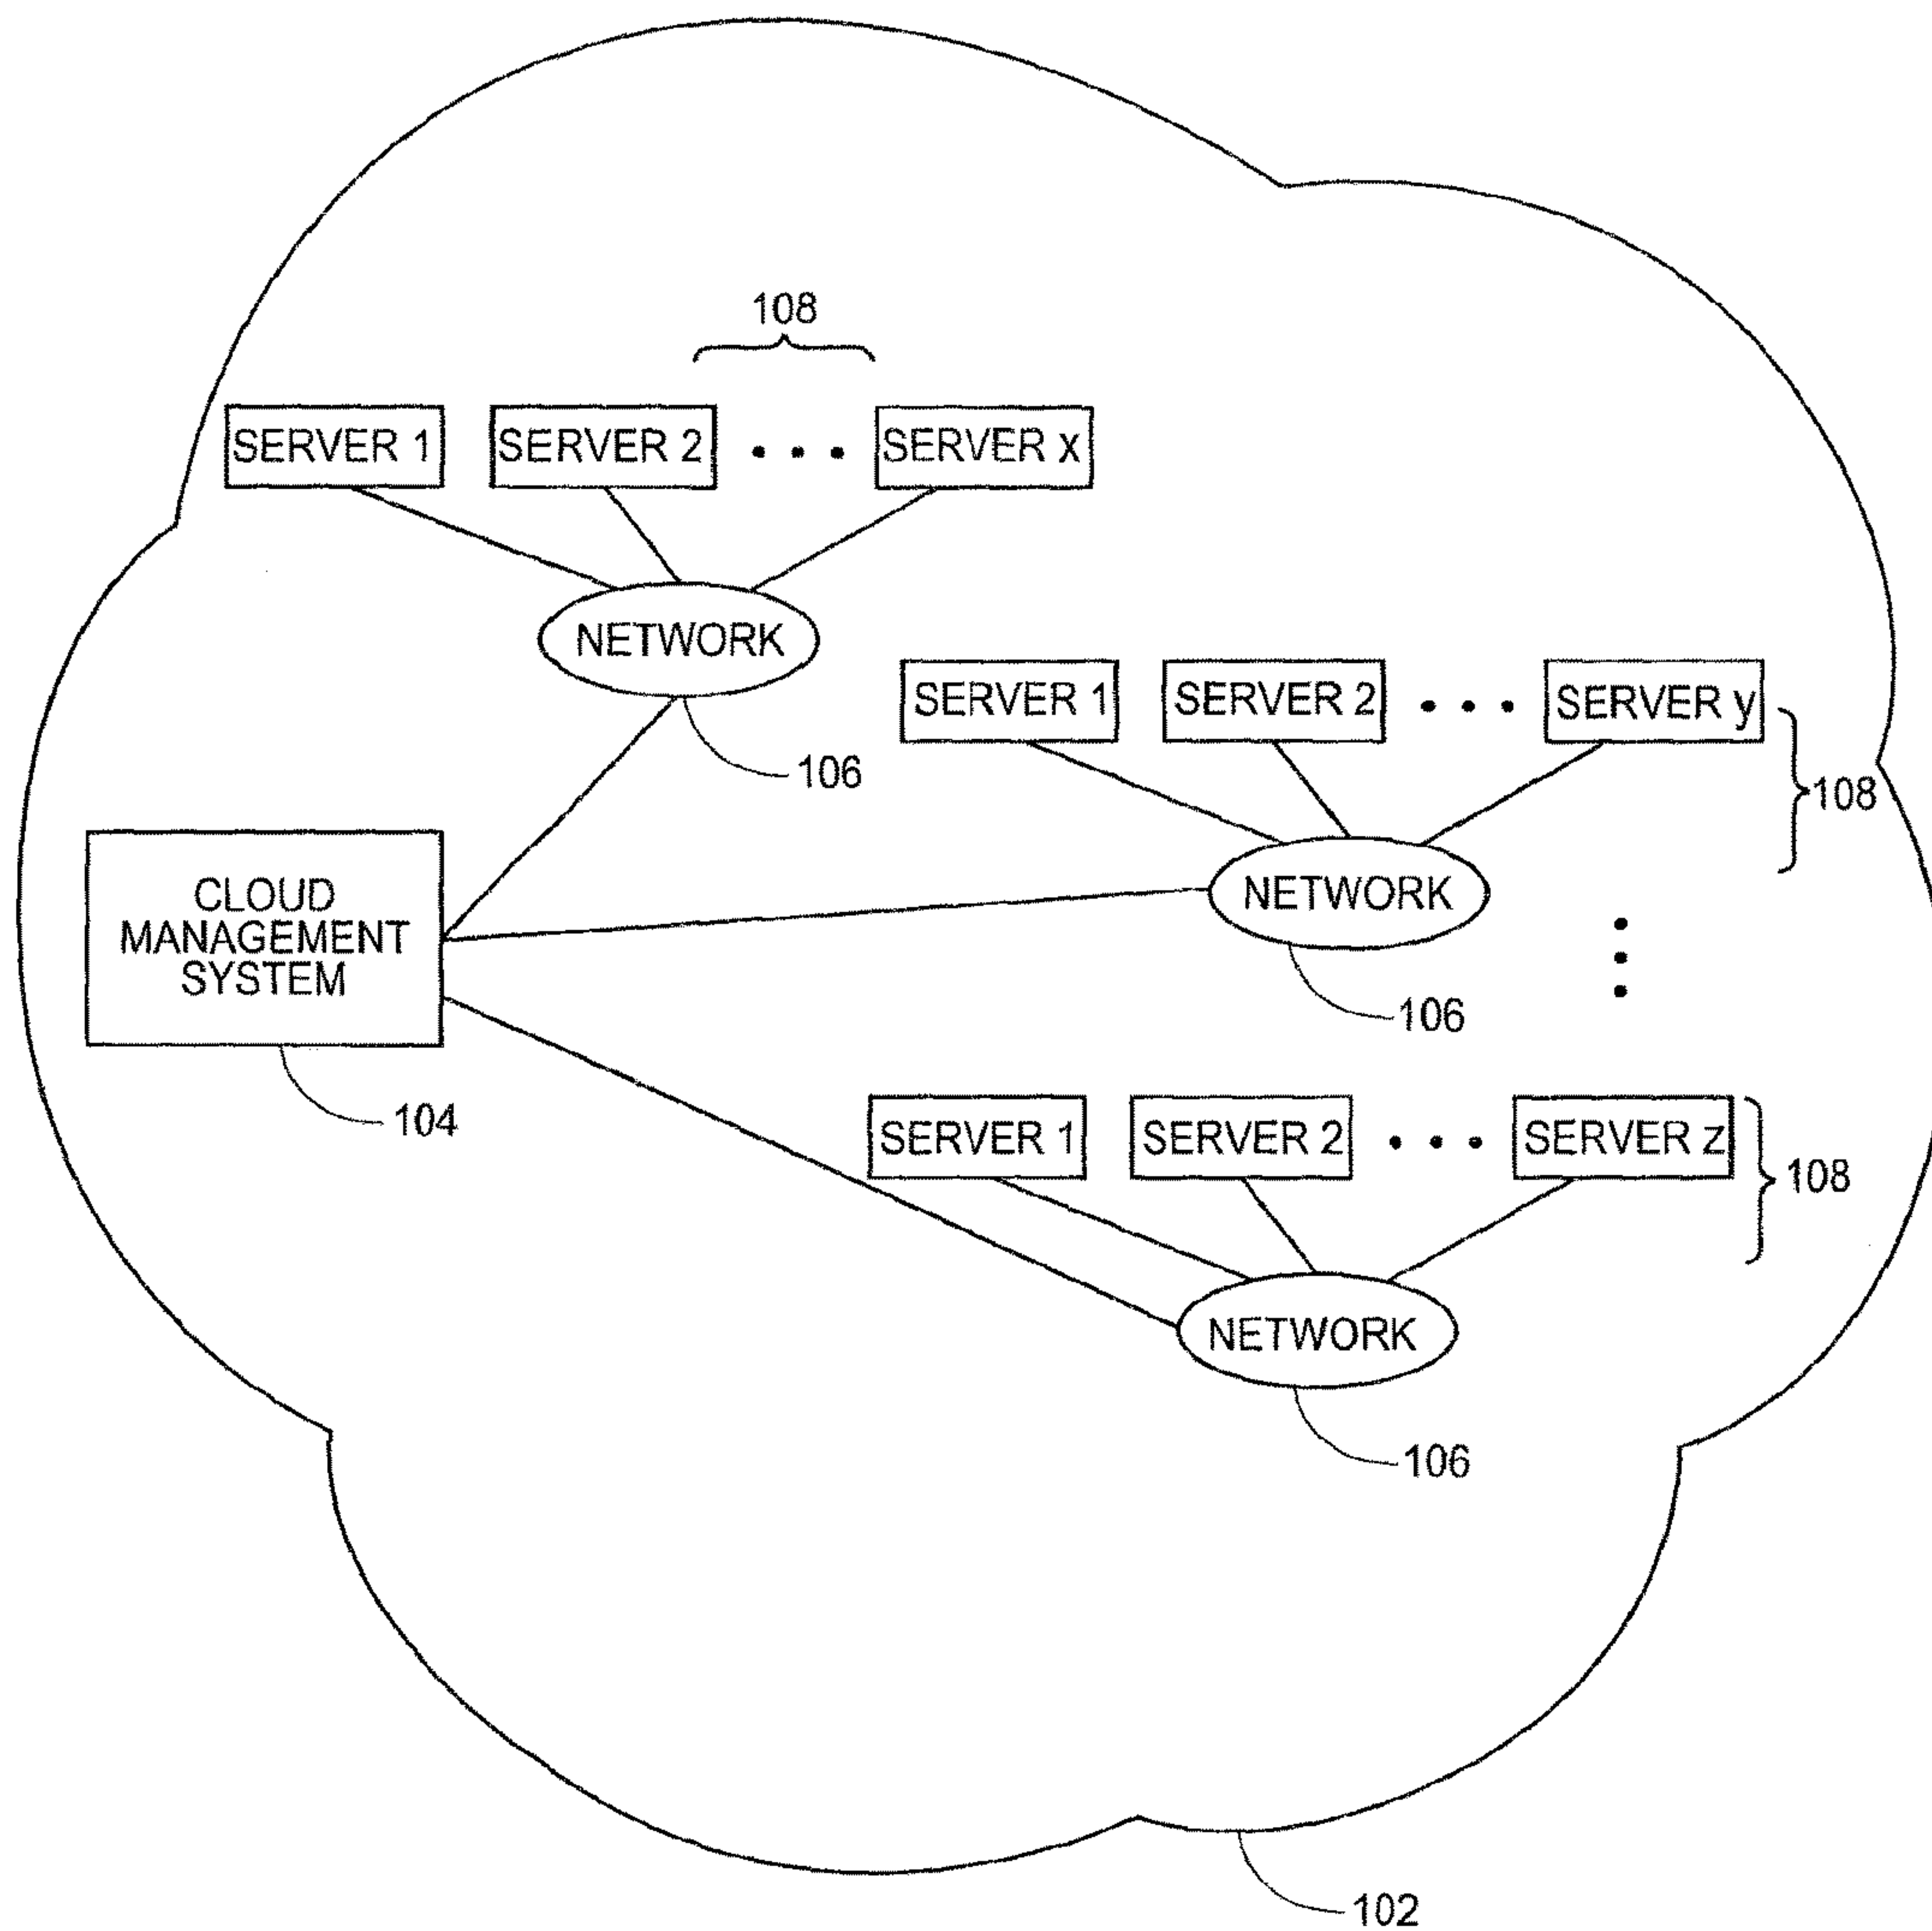 108
SERVER 1 SERVER 2 • • • SERVER x
NETWORK
106
SERVER 1 SERVER 2 • • • SERVER y
108
NETWORK
106
CLOUD
MANAGEMENT
SYSTEM
104
SERVER 1 SERVER 2 • • • SERVER z
108
NETWORK
106
102